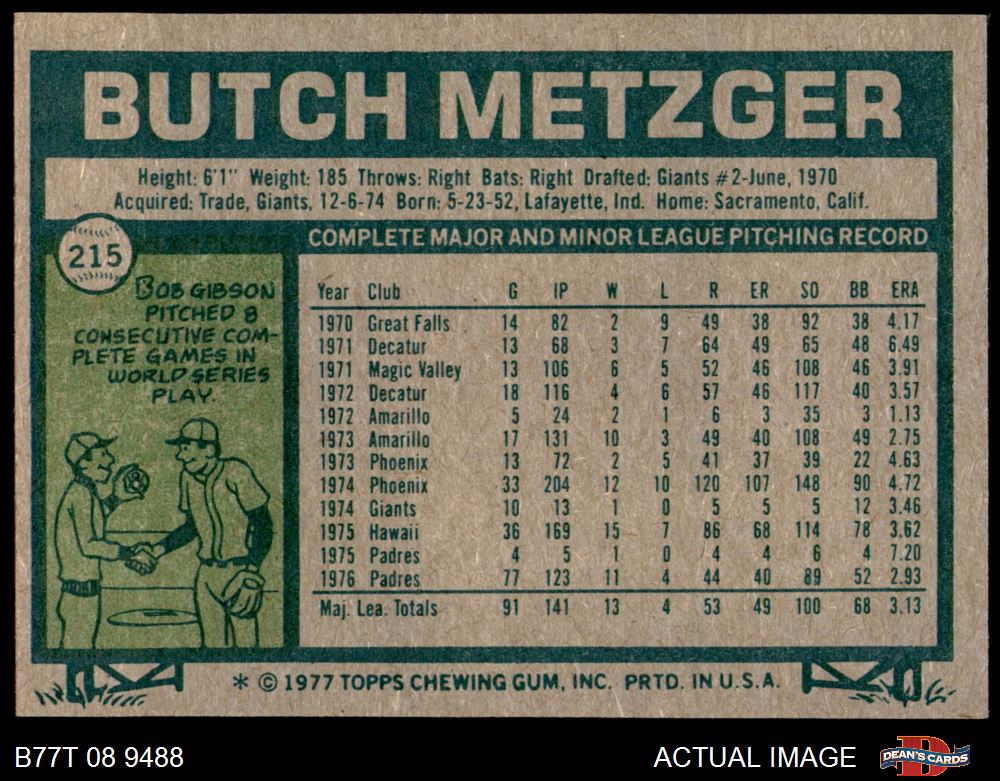 BUTCH METZGER
Height: 6'1" Weight: 185 Throws: Right Bats: Right Drafted: Giants #2-June, 1970
Acquired: Trade, Giants, 12-6-74 Born: 5-23-52, Lafayette, Ind. Home: Sacramento, Calif.
215
BOB GIBSON
PITCHED 8
CONSECUTIVE COM-
PLETE GAMES IN
WORLD SERIES
PLAY.
COMPLETE MAJOR AND MINOR LEAGUE PITCHING RECORD
Year Club G IP W L R ER SO BB ERA
1970 Great Falls 14 82 2 9 49 38 92 38 4.17
1971 Decatur 13 68 3 7 64 49 65 48 6.49
1971 Magic Valley 13 106 6 5 52 46 108 46 3.91
1972 Decatur 18 116 4 6 57 46 117 40 3.57
1972 Amarillo 5 24 2 1 6 3 35 3 1.13
1973 Amarillo 17 131 10 3 49 40 108 49 2.75
1973 Phoenix 13 72 2 5 41 37 39 22 4.63
1974 Phoenix 33 204 12 10 120 107 148 90 4.72
1974 Giants 10 13 1 0 5 5 5 12 3.46
1975 Hawaii 36 169 15 7 86 68 114 78 3.62
1975 Padres 4 5 1 0 4 4 6 4 7.20
1976 Padres 77 123 11 4 44 40 89 52 2.93
Maj. Lea. Totals 91 141 13 4 53 49 100 68 3.13
* © 1977 TOPPS CHEWING GUM, INC. PRTD. IN U.S.A.
B77T 08 9488
ACTUAL IMAGE
DEAN'S CARDS